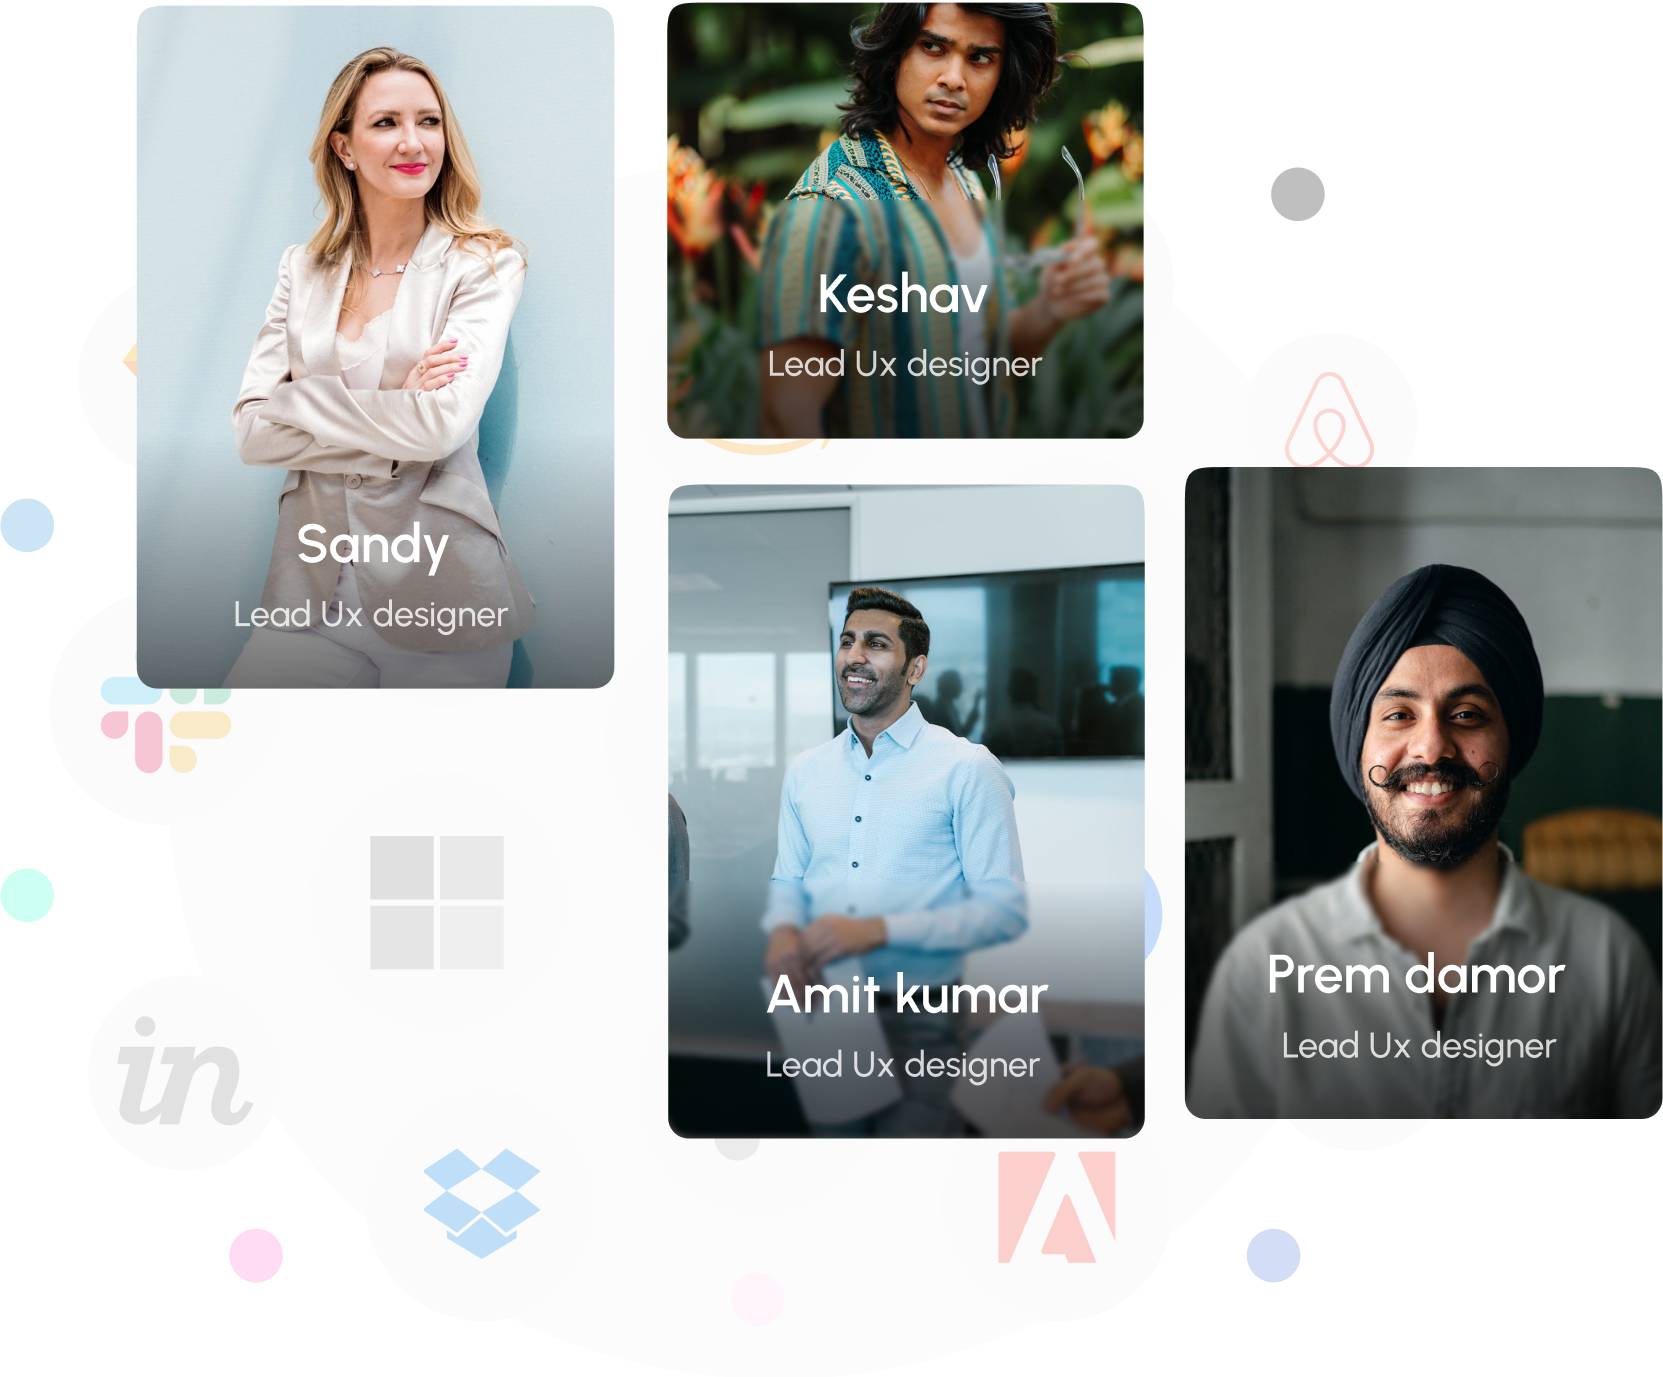 Sandy
Lead Ux designer
Keshav
Lead Ux designer
Amit kumar
Lead Ux designer
Prem damor
Lead Ux designer
in